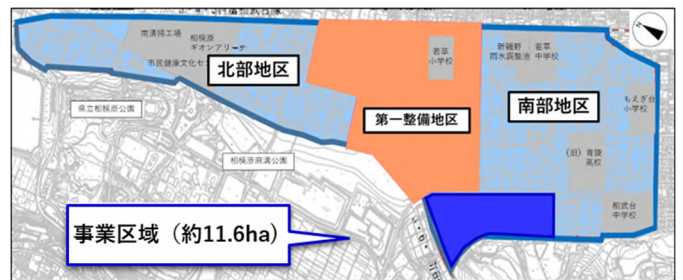 南清掃工場
相模原
ギオンアリーナ
市民健康文化セ
北部地区
県立相模原公園
相模原麻溝公園
若草
小学校
第一整備地区
新磯野
雨水調整池
若草
中学校
南部地区
もえぎ台
小学校
(旧) 青陵
高校
相武台
中学校
事業区域(約11.6ha)